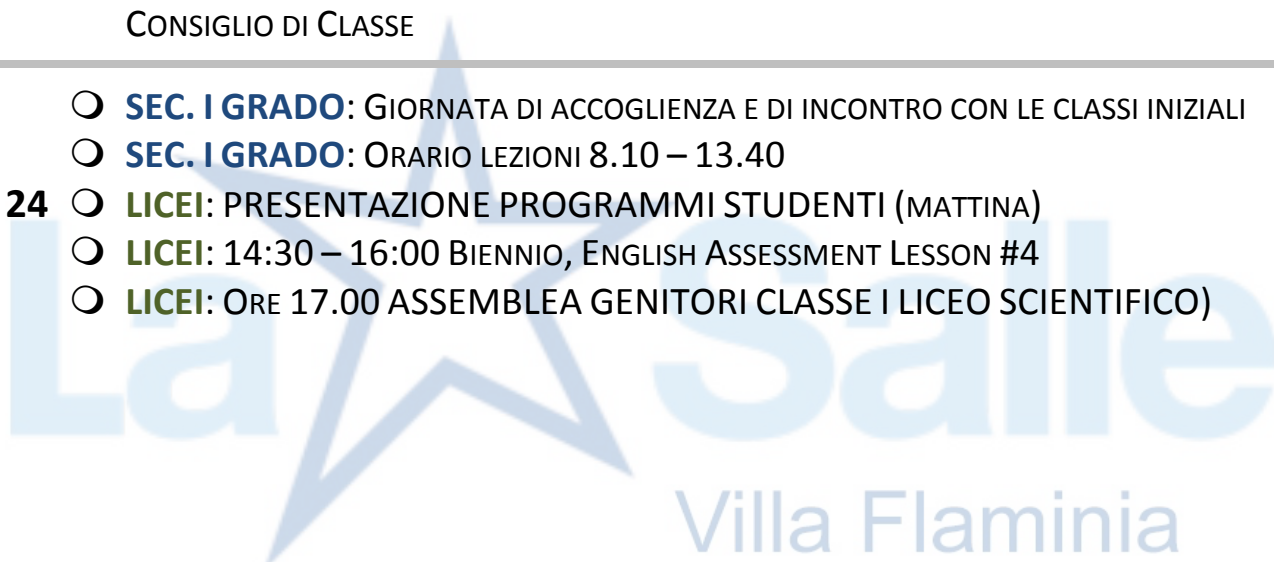 CONSIGLIO DI CLASSE
SEC. I GRADO: GIORNATA DI ACCOGLIENZA E DI INCONTRO CON LE CLASSI INIZIALI
SEC. I GRADO: ORARIO LEZIONI 8.10 – 13.40
24 LICEI: PRESENTAZIONE PROGRAMMI STUDENTI (MATTINA)
LICEI: 14:30 – 16:00 BIENNIO, ENGLISH ASSESSMENT LESSON #4
LICEI: ORE 17.00 ASSEMBLEA GENITORI CLASSE I LICEO SCIENTIFICO)
La Salle
Villa Flaminia